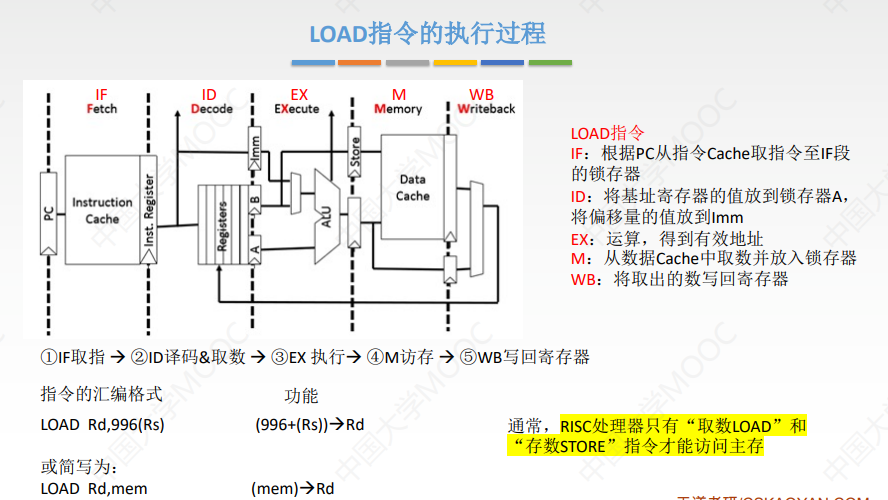 LOAD指令的执行过程
IF ID EX M WB
Fetch Decode EXecute Memory Writeback
PC
Instruction
Cache
Inst. Register
Registers
Imm
B
A
ALU
Store
Data
Cache
LOAD指令
IF：根据PC从指令Cache取指令至IF段
的锁存器
ID：将基址寄存器的值放到锁存器A，
将偏移量的值放到Imm
EX：运算，得到有效地址
M：从数据Cache中取数并放入锁存器
WB：将取出的数写回寄存器
①IF取指 → ②ID译码&取数 → ③EX 执行→ ④M访存 → ⑤WB写回寄存器
指令的汇编格式 功能
LOAD Rd,996(Rs) (996+(Rs))→Rd
或简写为：
LOAD Rd,mem (mem)→Rd
通常，RISC处理器只有“取数LOAD”和
“存数STORE”指令才能访问主存
中国大学MOOC